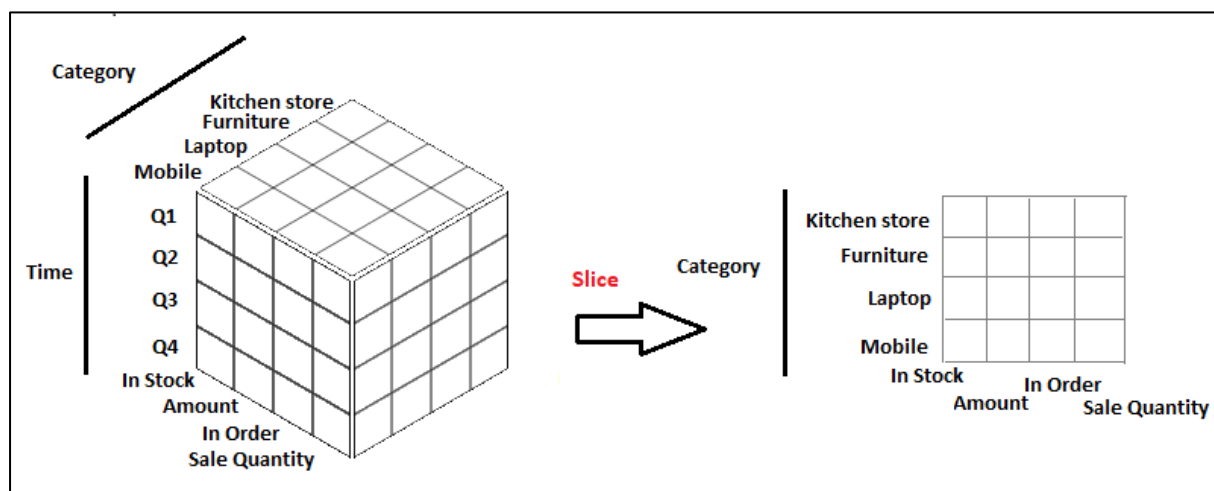 Category
Kitchen store
Furniture
Laptop
Mobile
Time
Q1
Q2
Q3
Q4
In Stock
Amount
In Order
Sale Quantity
Slice
Category
Kitchen store
Furniture
Laptop
Mobile
In Stock
In Order
Amount
Sale Quantity